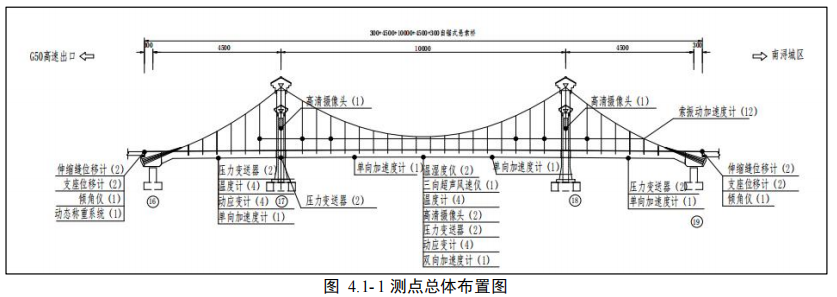 300+4500+10000+4500+300自锚式悬索桥
300 4500 10000 4500 300
G50高速出口 南浔城区
高清摄像头（1） 高清摄像头（1）
索振动加速度计（12）
伸缩缝位移计（2）
支座位移计（2）
倾角仪（1）
动态称重系统（1）
16
压力变送器（2）
温度计（4）
动应变计（4）
单向加速度计（1）
17
压力变送器（2）
单向加速度计（1）
温湿度仪（2）
三向超声风速仪（1）
温度计（4）
高清摄像头（2）
压力变送器（2）
动应变计（4）
双向加速度计（1）
单向加速度计（1）
18
压力变送器（2）
单向加速度计（1）
19
伸缩缝位移计（2）
支座位移计（2）
倾角仪（1）
图 4.1-1 测点总体布置图